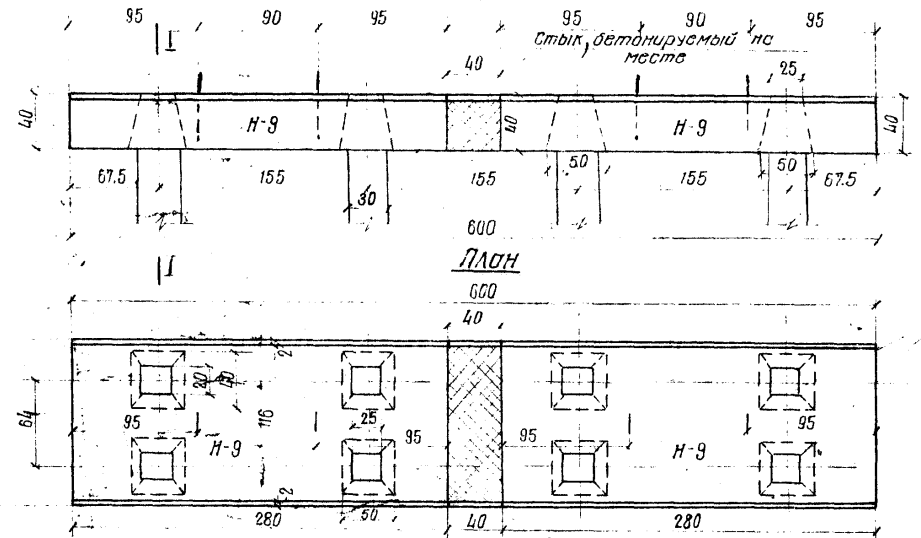 95 90 95 95 90 95
I
Стык, бетонируемый на
месте
40 25
40 Н-9 40 Н-9 40
50 50
67.5 155 155 155 67.5
30
600
I
План
600
40
2
20 40
64 116
95 25 95 95 95
Н-9 Н-9
2
280 50 40 280